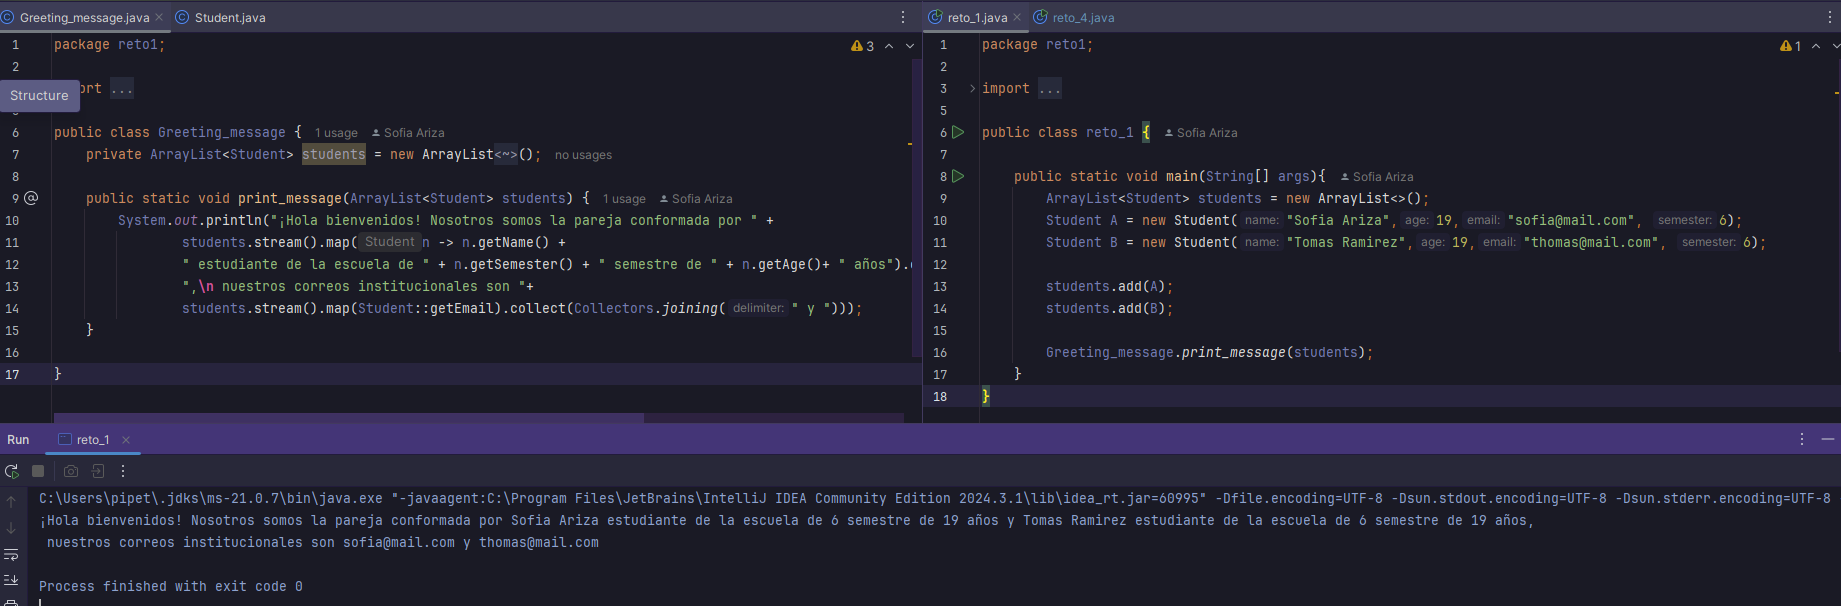 Greeting_message.java Student.java
1 package reto1;
2
Structure
ort ...
6 public class Greeting_message { 1 usage Sofia Ariza
7 private ArrayList<Student> students = new ArrayList<~>(); no usages
8
9 public static void print_message(ArrayList<Student> students) { 1 usage Sofia Ariza
10 System.out.println("¡Hola bienvenidos! Nosotros somos la pareja conformada por " +
11 students.stream().map( Student n -> n.getName() +
12 " estudiante de la escuela de " + n.getSemester() + " semestre de " + n.getAge()+ " años").
13 ",\n nuestros correos institucionales son "+
14 students.stream().map(Student::getEmail).collect(Collectors.joining( delimiter: " y ")));
15 }
16
17 }
3
reto_1.java reto_4.java
1 package reto1;
2
3 import ...
5
6 public class reto_1 { Sofia Ariza
7
8 public static void main(String[] args){ Sofia Ariza
9 ArrayList<Student> students = new ArrayList<>();
10 Student A = new Student( name: "Sofia Ariza", age: 19, email: "sofia@mail.com", semester: 6);
11 Student B = new Student( name: "Tomas Ramirez", age: 19, email: "thomas@mail.com", semester: 6);
12
13 students.add(A);
14 students.add(B);
15
16 Greeting_message.print_message(students);
17 }
18 }
1
Run reto_1
C:\Users\pipet\.jdks\ms-21.0.7\bin\java.exe "-javaagent:C:\Program Files\JetBrains\IntelliJ IDEA Community Edition 2024.3.1\lib\idea_rt.jar=60995" -Dfile.encoding=UTF-8 -Dsun.stdout.encoding=UTF-8 -Dsun.stderr.encoding=UTF-8
¡Hola bienvenidos! Nosotros somos la pareja conformada por Sofia Ariza estudiante de la escuela de 6 semestre de 19 años y Tomas Ramirez estudiante de la escuela de 6 semestre de 19 años,
nuestros correos institucionales son sofia@mail.com y thomas@mail.com
Process finished with exit code 0